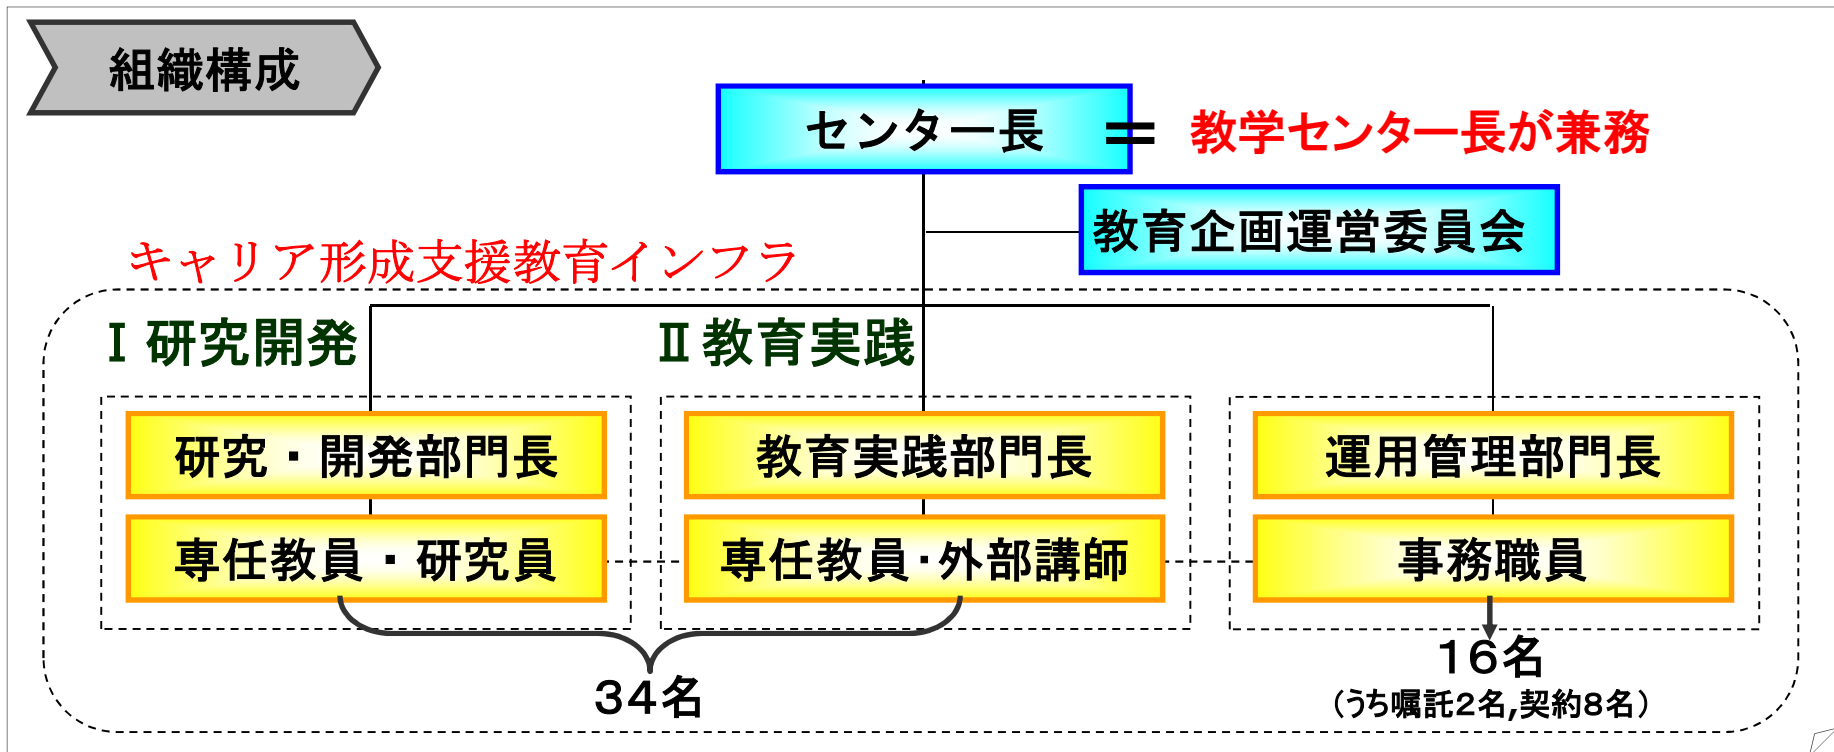 組織構成
センター長 = 教学センター長が兼務
教育企画運営委員会
キャリア形成支援教育インフラ
Ⅰ 研究開発
Ⅱ 教育実践
研究・開発部門長
教育実践部門長
運用管理部門長
専任教員・研究員
専任教員・外部講師
事務職員
34名
16名
(うち嘱託2名,契約8名)